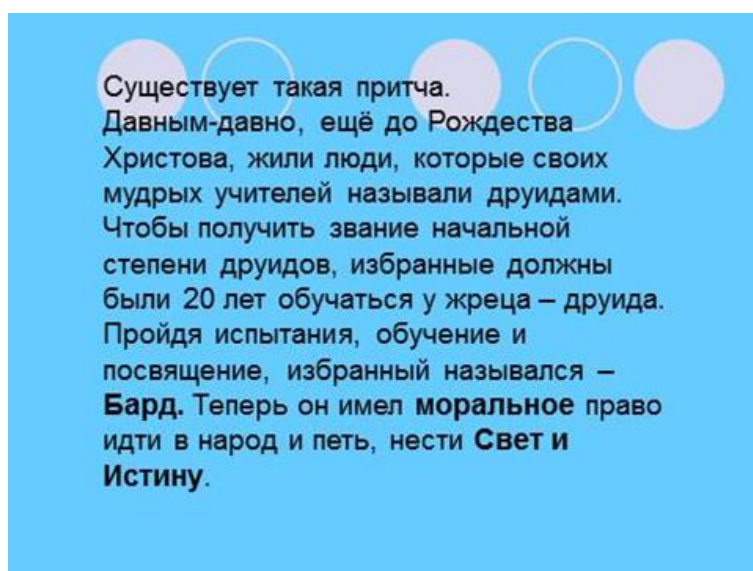 Существует такая притча.
Давным-давно, ещё до Рождества
Христова, жили люди, которые своих
мудрых учителей называли друидами.
Чтобы получить звание начальной
степени друидов, избранные должны
были 20 лет обучаться у жреца – друида.
Пройдя испытания, обучение и
посвящение, избранный назывался –
Бард. Теперь он имел моральное право
идти в народ и петь, нести Свет и
Истину.